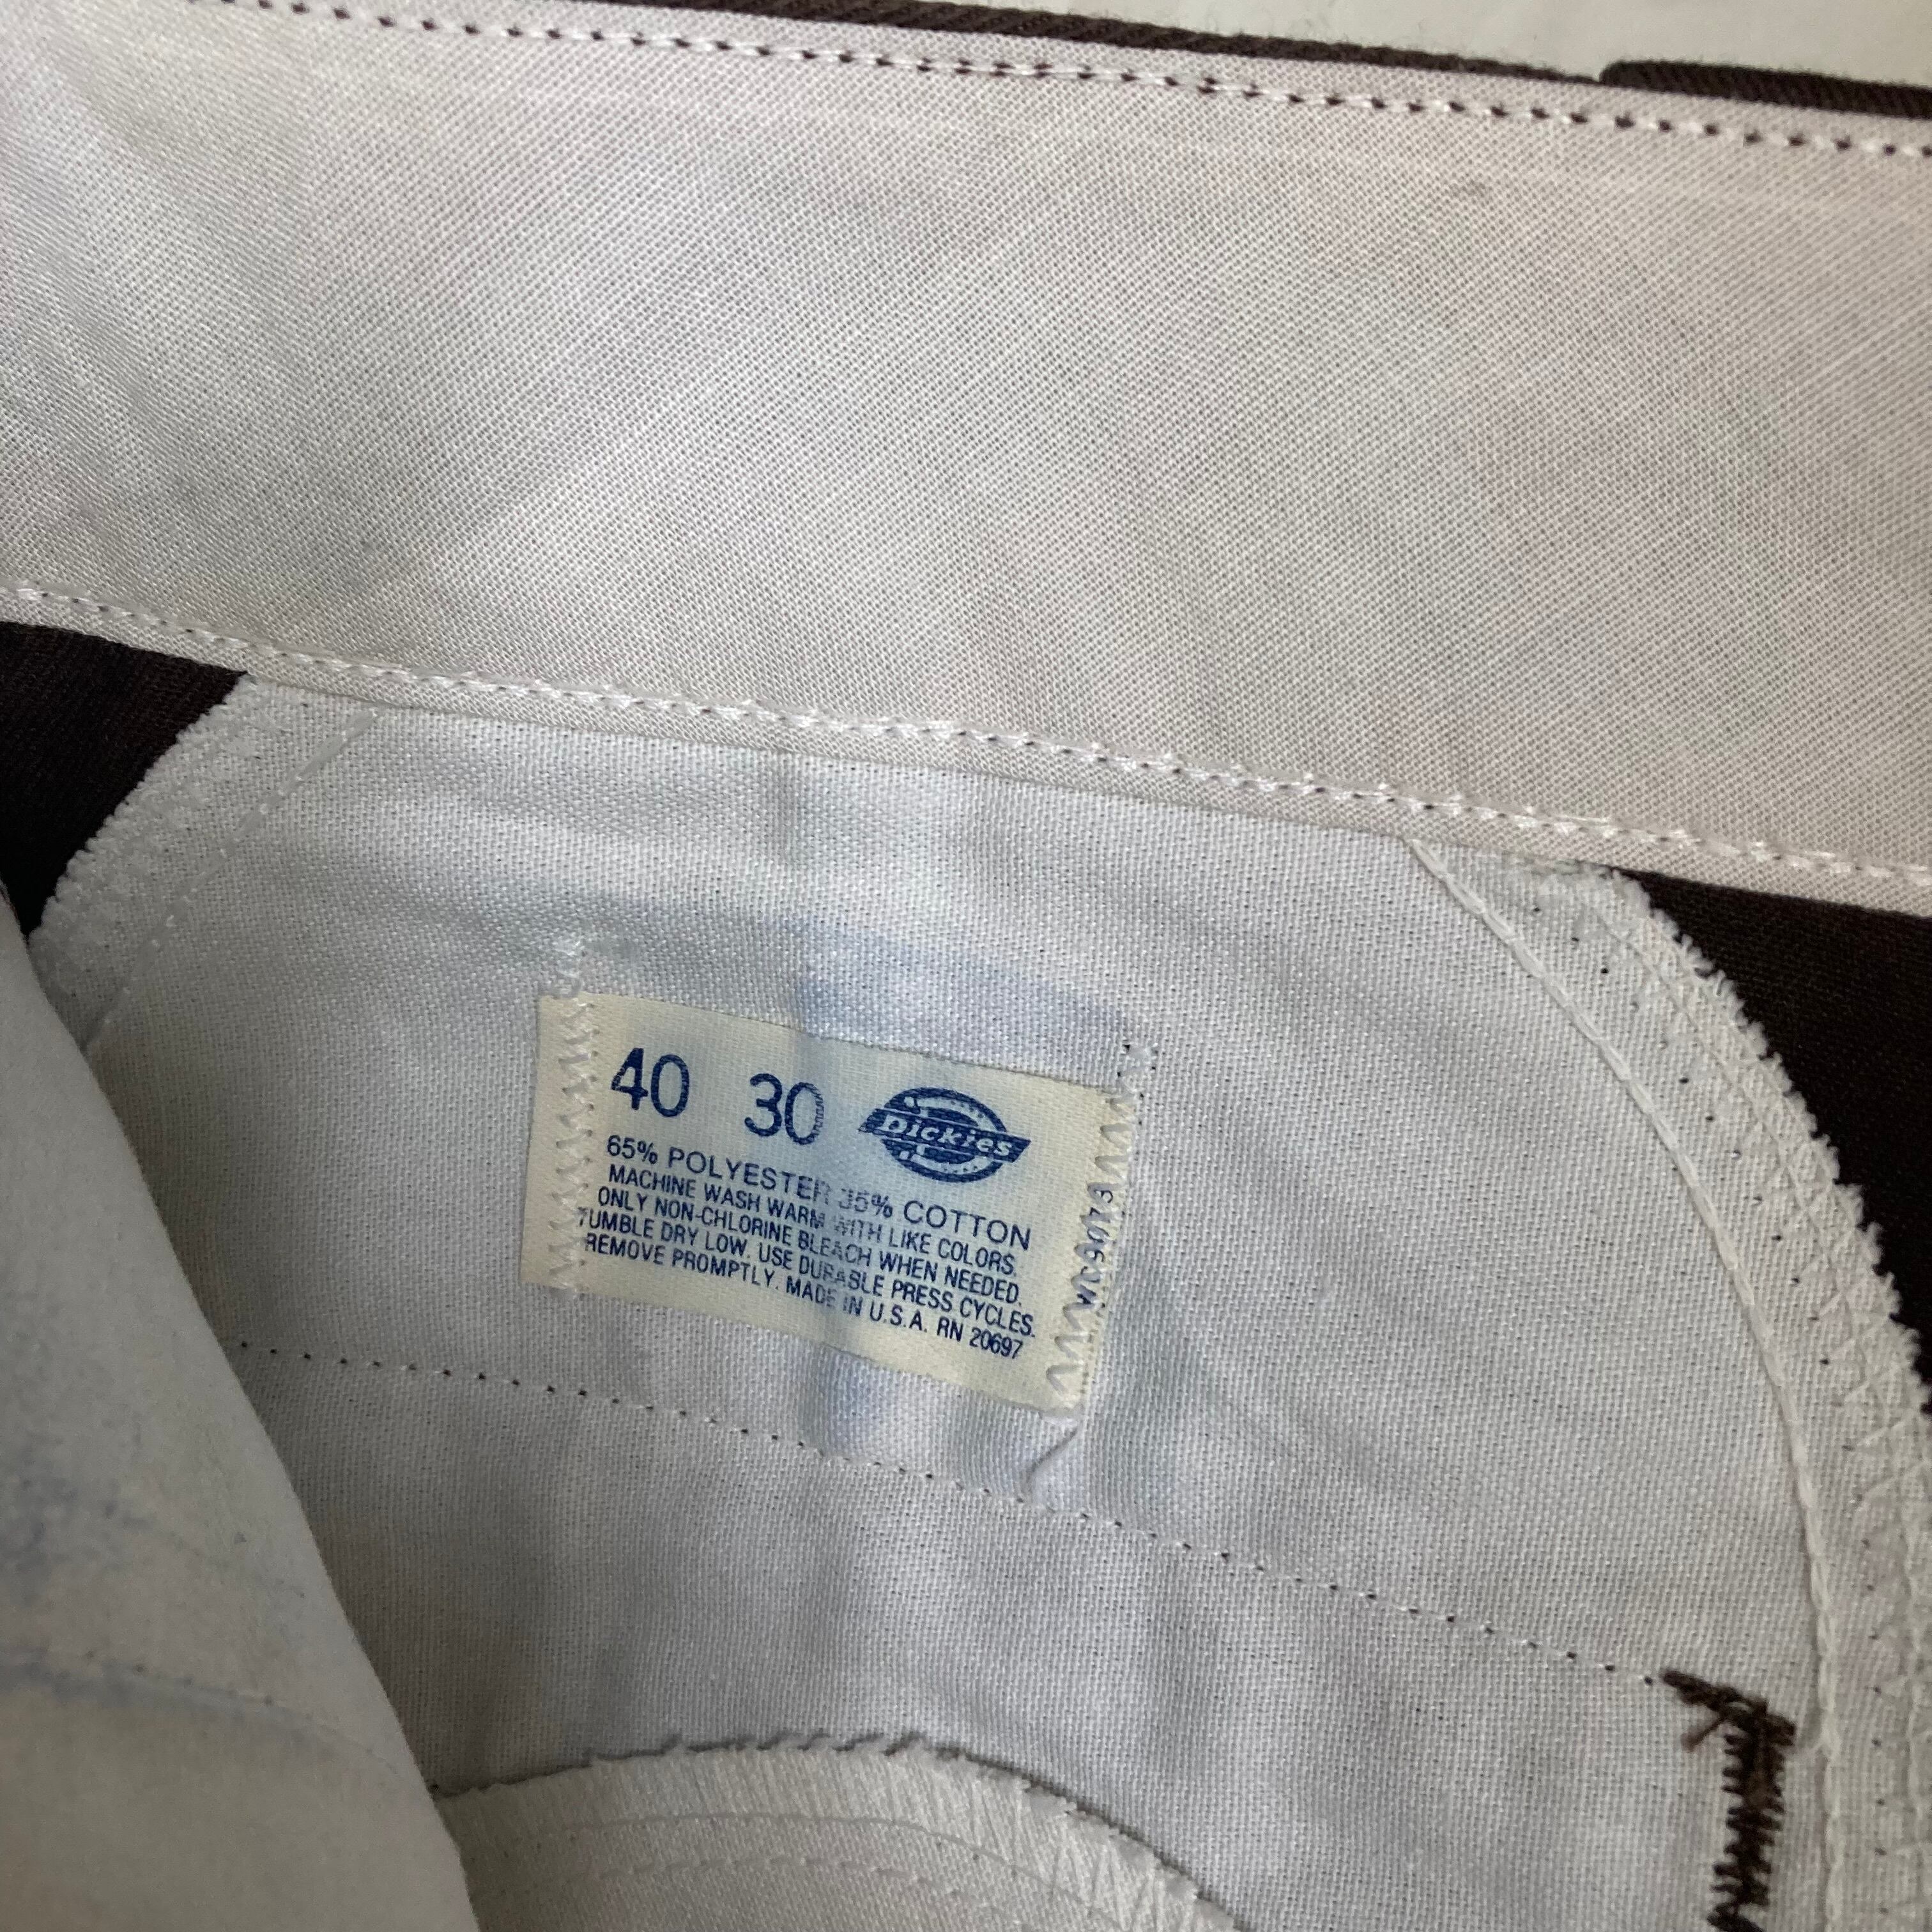 40 30 Dickies
65% POLYESTER 35% COTTON
MACHINE WASH WARM WITH LIKE COLORS.
ONLY NON-CHLORINE BLEACH WHEN NEEDED.
TUMBLE DRY LOW. USE DURABLE PRESS CYCLES.
REMOVE PROMPTLY. MADE IN U.S.A. RN 20697